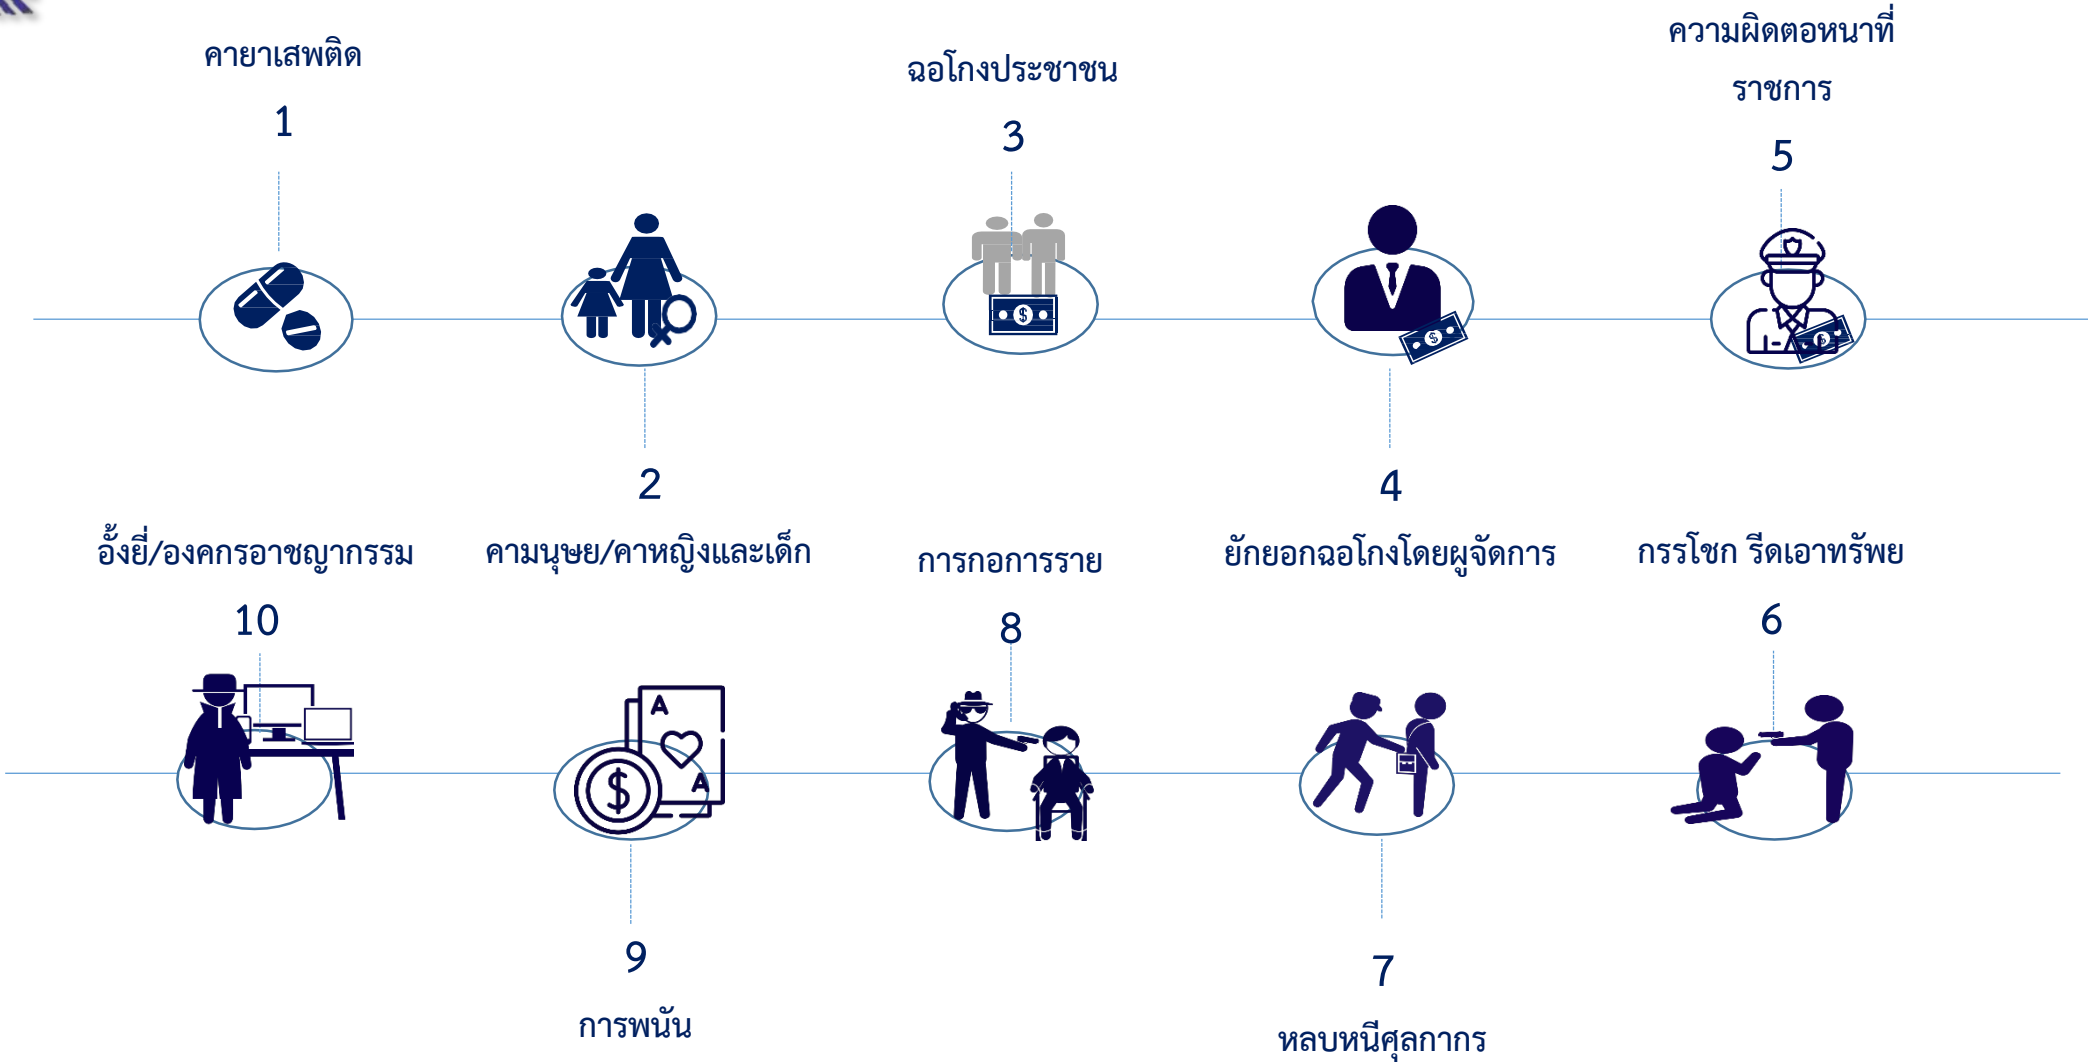 คายาเสพติด
1
2
คามนุษย/คาหญิงและเด็ก
ฉอโกงประชาชน
3
4
ยักยอกฉอโกงโดยผูจัดการ
ความผิดตอหนาที่
ราชการ
5
กรรโชก รีดเอาทรัพย
6
7
หลบหนีศุลกากร
การกอการราย
8
9
การพนัน
อั้งยี่/องคกรอาชญากรรม
10